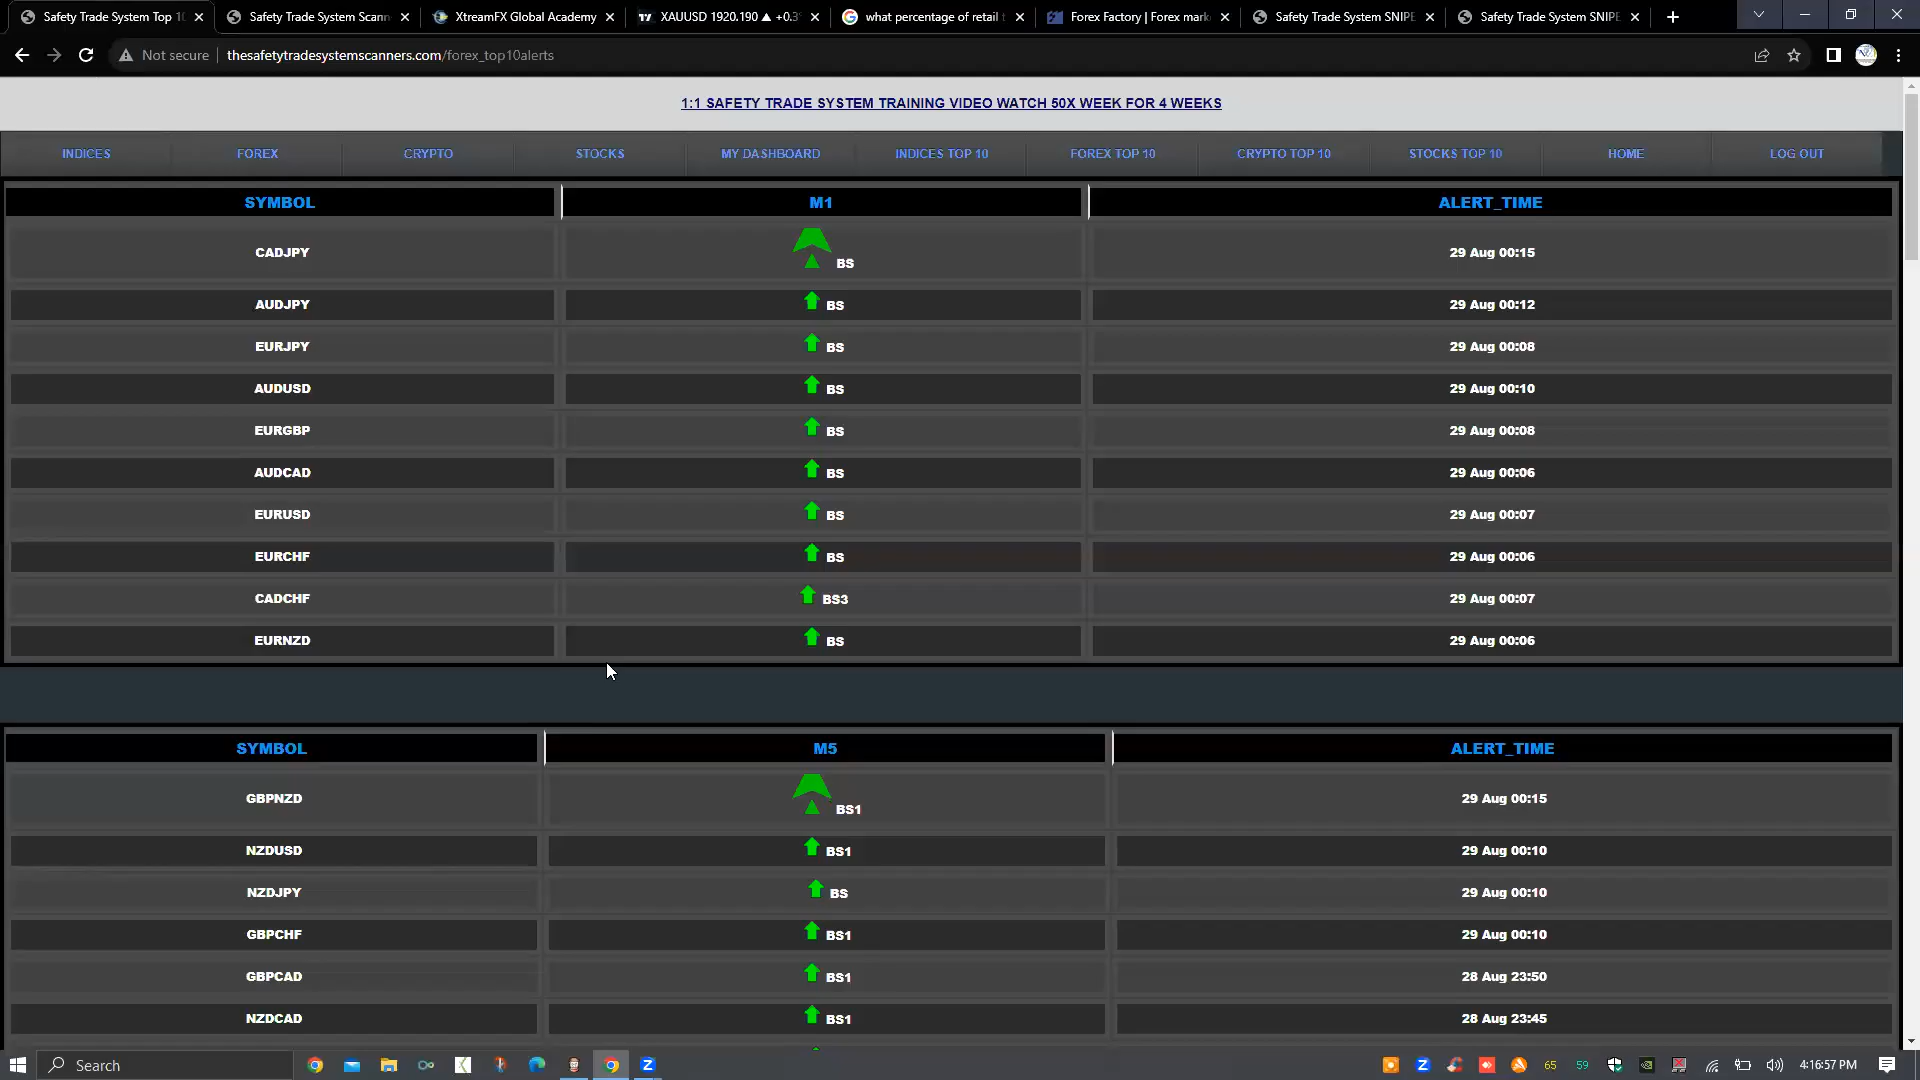 Safety Trade System Top 1
Safety Trade System Scann
XtreamFX Global Academy
XAUUSD 1920.190 ▲ +0.3
what percentage of retail
Forex Factory | Forex mark
Safety Trade System SNIPE
Safety Trade System SNIPE
Not secure
thesafetytradesystemscanners.com/forex_top10alerts
1:1 SAFETY TRADE SYSTEM TRAINING VIDEO WATCH 50X WEEK FOR 4 WEEKS
INDICES FOREX CRYPTO STOCKS MY DASHBOARD INDICES TOP 10 FOREX TOP 10 CRYPTO TOP 10 STOCKS TOP 10 HOME LOG OUT
SYMBOL M1 ALERT_TIME
CADJPY BS 29 Aug 00:15
AUDJPY BS 29 Aug 00:12
EURJPY BS 29 Aug 00:08
AUDUSD BS 29 Aug 00:10
EURGBP BS 29 Aug 00:08
AUDCAD BS 29 Aug 00:06
EURUSD BS 29 Aug 00:07
EURCHF BS 29 Aug 00:06
CADCHF BS3 29 Aug 00:07
EURNZD BS 29 Aug 00:06
SYMBOL M5 ALERT_TIME
GBPNZD BS1 29 Aug 00:15
NZDUSD BS1 29 Aug 00:10
NZDJPY BS 29 Aug 00:10
GBPCHF BS1 29 Aug 00:10
GBPCAD BS1 28 Aug 23:50
NZDCAD BS1 28 Aug 23:45
Search
65 59 4:16:57 PM